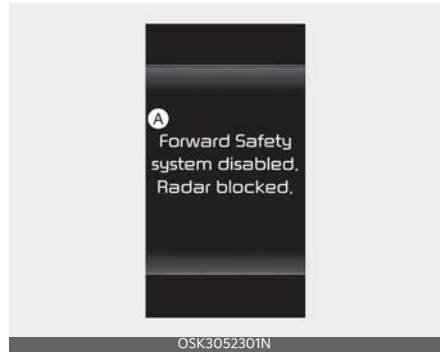 A
Forward Safety
system disabled.
Radar blocked.
OSK3052301N